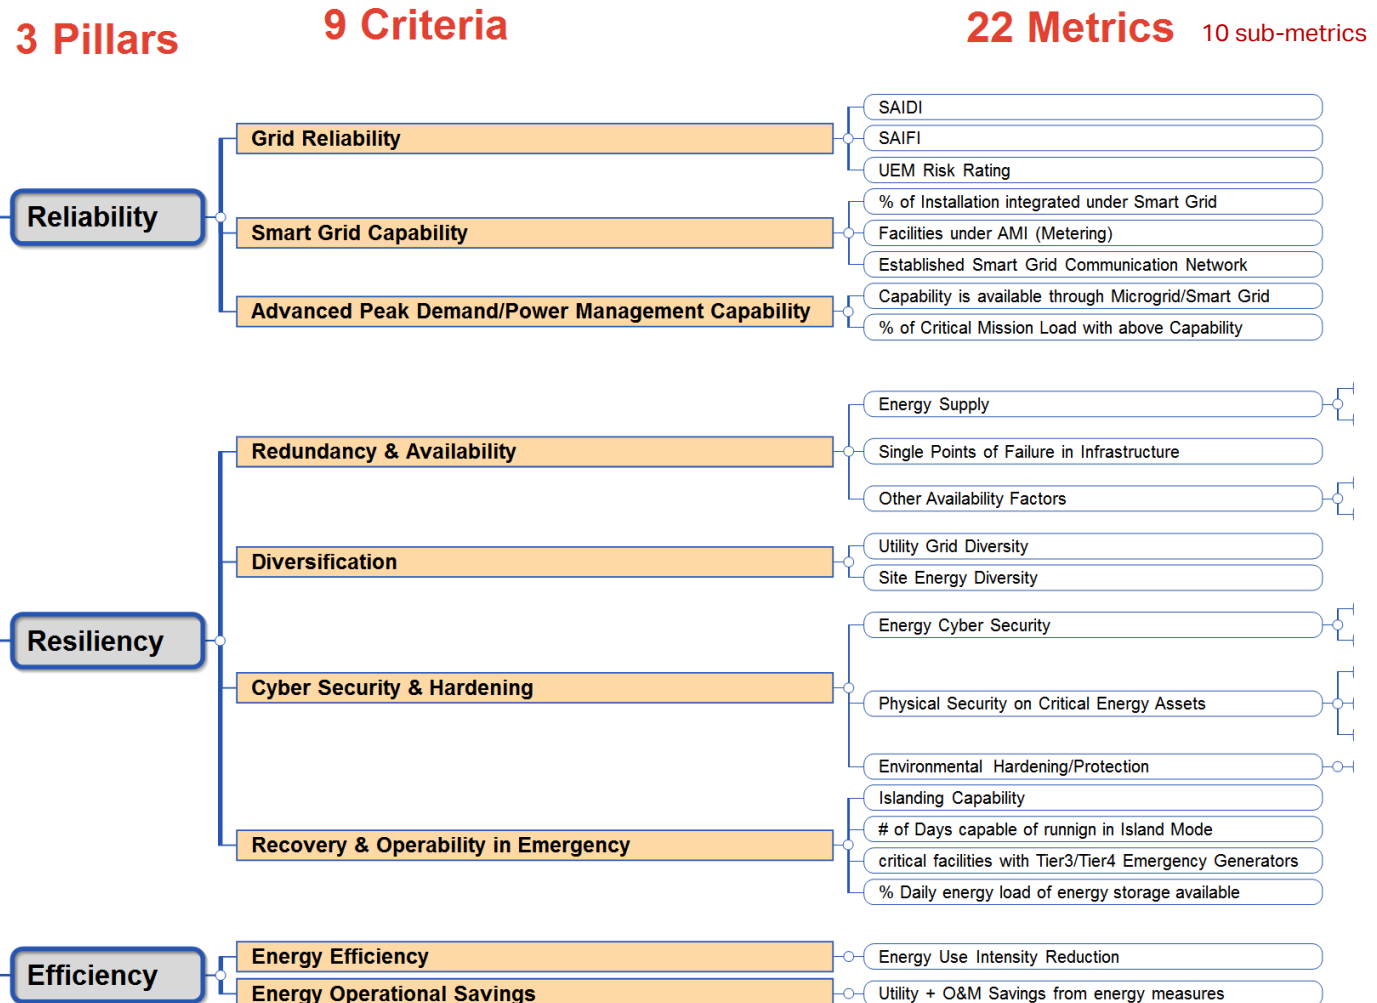 3 Pillars
9 Criteria
22 Metrics
10 sub-metrics
Reliability
Grid Reliability
SAIDI
SAIFI
UEM Risk Rating
Smart Grid Capability
% of Installation integrated under Smart Grid
Facilities under AMI (Metering)
Established Smart Grid Communication Network
Advanced Peak Demand/Power Management Capability
Capability is available through Microgrid/Smart Grid
% of Critical Mission Load with above Capability
Resiliency
Redundancy & Availability
Energy Supply
Single Points of Failure in Infrastructure
Other Availability Factors
Diversification
Utility Grid Diversity
Site Energy Diversity
Cyber Security & Hardening
Energy Cyber Security
Physical Security on Critical Energy Assets
Environmental Hardening/Protection
Recovery & Operability in Emergency
Islanding Capability
# of Days capable of runnign in Island Mode
critical facilities with Tier3/Tier4 Emergency Generators
% Daily energy load of energy storage available
Efficiency
Energy Efficiency
Energy Use Intensity Reduction
Energy Operational Savings
Utility + O&M Savings from energy measures